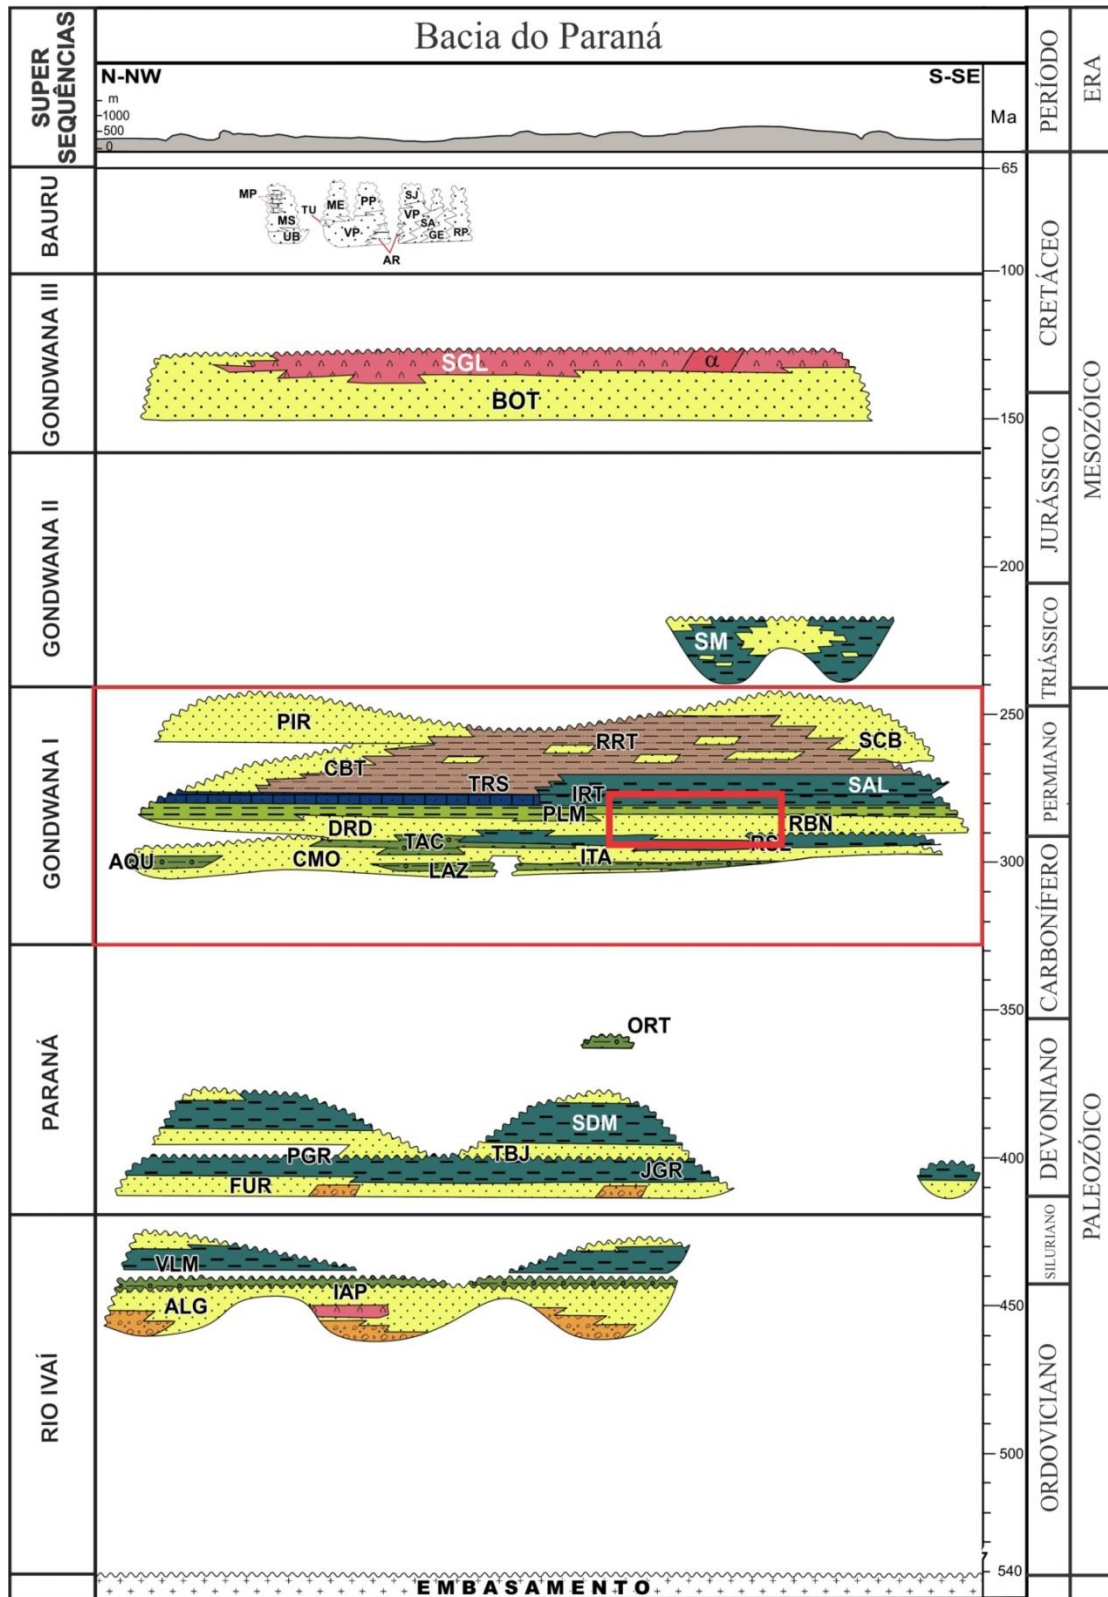 SUPER
SEQUÊNCIAS
Bacia do Paraná
N-NW
S-SE
m
1000
500
0
Ma
PERÍODO
ERA
65
BAURU
MP
MS
UB
TU
ME
PP
VP
AR
SJ
VP
SA
GE
RP
100
CRETÁCEO
GONDWANA III
SGL
α
BOT
150
MESOZÓICO
GONDWANA II
JURÁSSICO
200
SM
TRIÁSSICO
GONDWANA I
250
PIR
RRT
SCB
CBT
TRS
IRT
SAL
PLM
DRD
RBN
TAC
RSL
AQU
CMO
ITA
LAZ
300
PERMIANO
CARBONÍFERO
350
PARANÁ
ORT
SDM
PGR
TBJ
JGR
FUR
400
DEVONIANO
PALEOZÓICO
SILURIANO
RIO IVAÍ
VLM
IAP
ALG
450
ORDOVICIANO
500
540
EMBASAMENTO